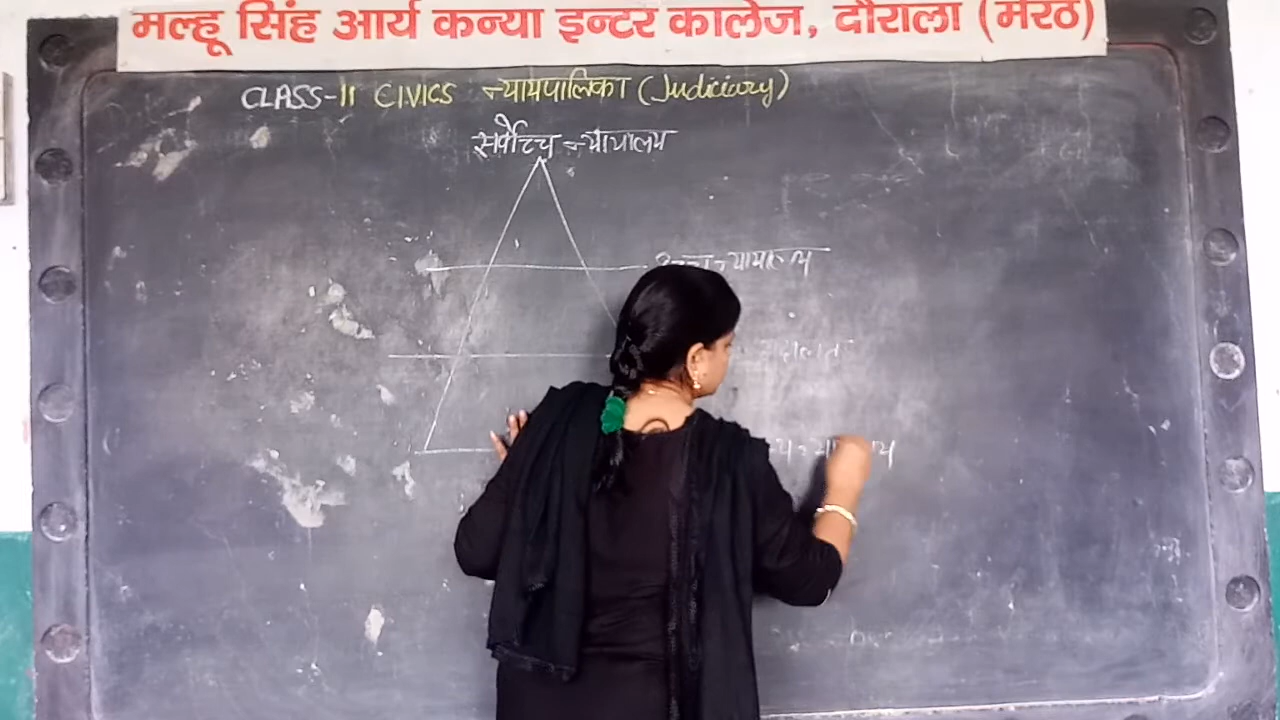 मल्हू सिंह आर्य कन्या इन्टर कालेज, दौराला (मेरठ)
CLASS-11 CIVICS न्यायपालिका (Judiciary)
सर्वोच्च न्यायालय
उच्च न्यायालय